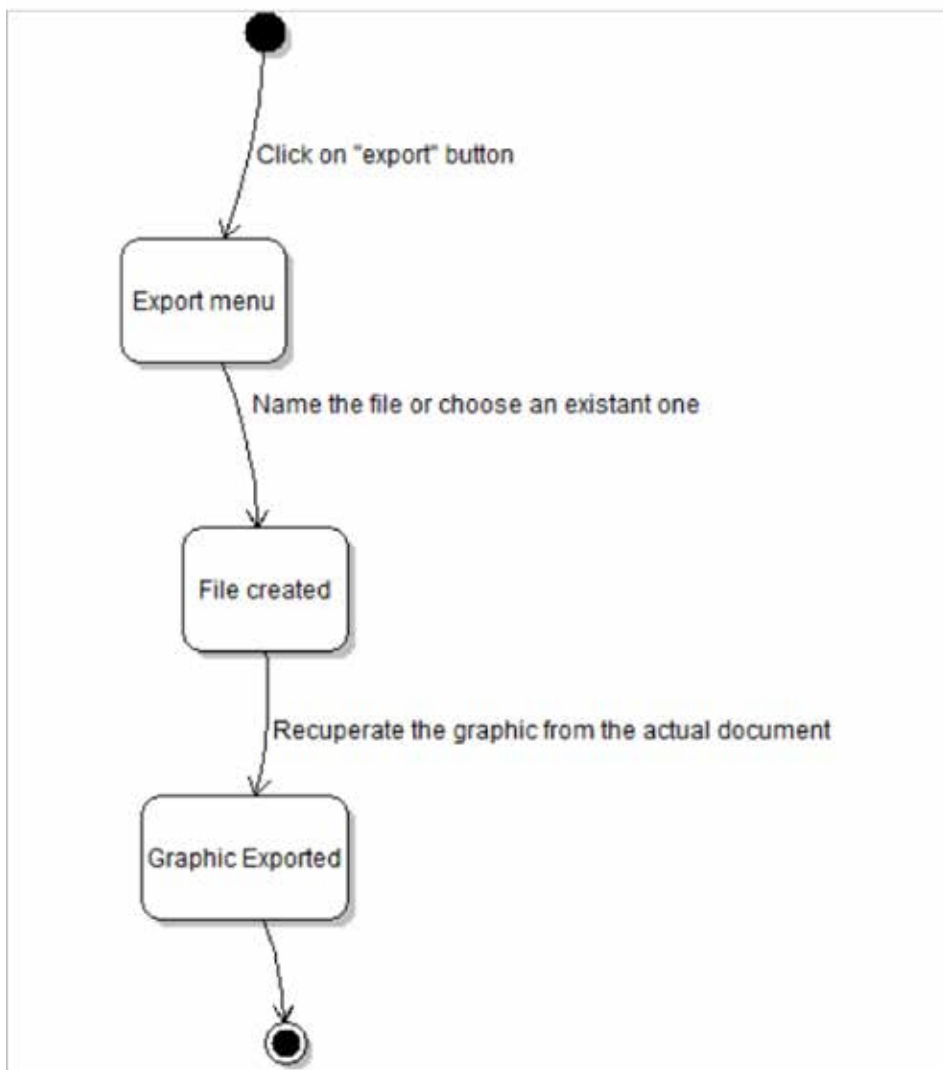 Click on "export" button
Export menu
Name the file or choose an existant one
File created
Recuperate the graphic from the actual document
Graphic Exported